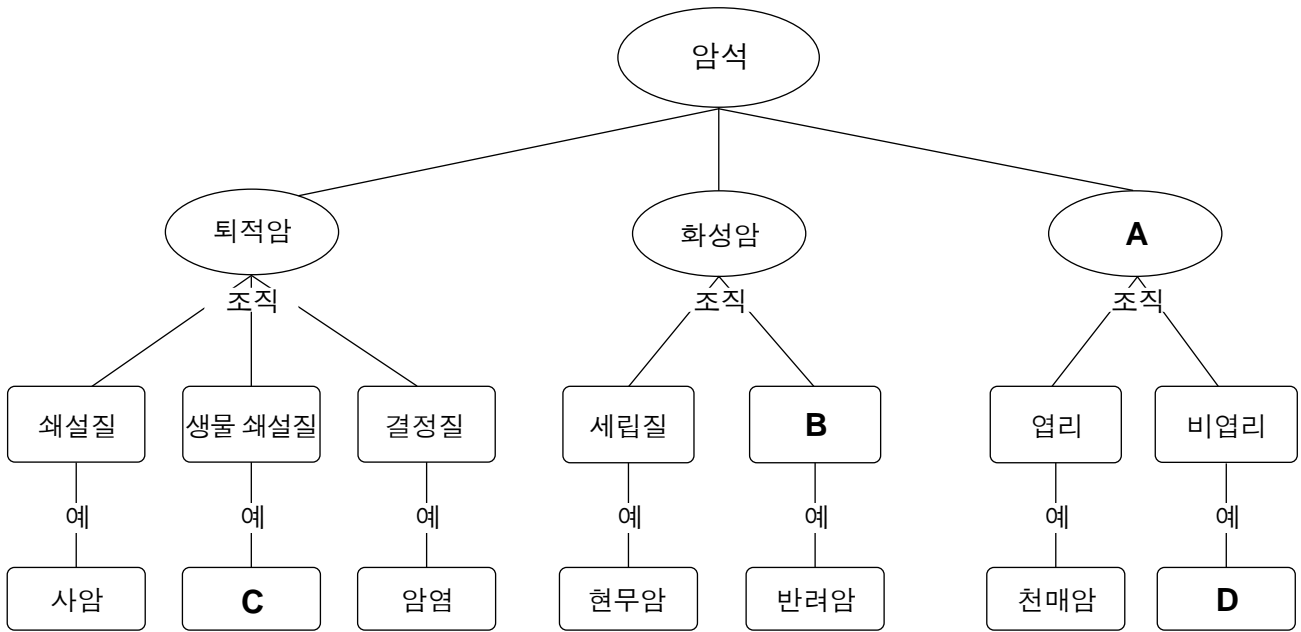 암석
퇴적암
화성암
A
조직
조직
조직
쇄설질
생물 쇄설질
결정질
세립질
B
엽리
비엽리
예
예
예
예
예
예
예
사암
C
암염
현무암
반려암
천매암
D